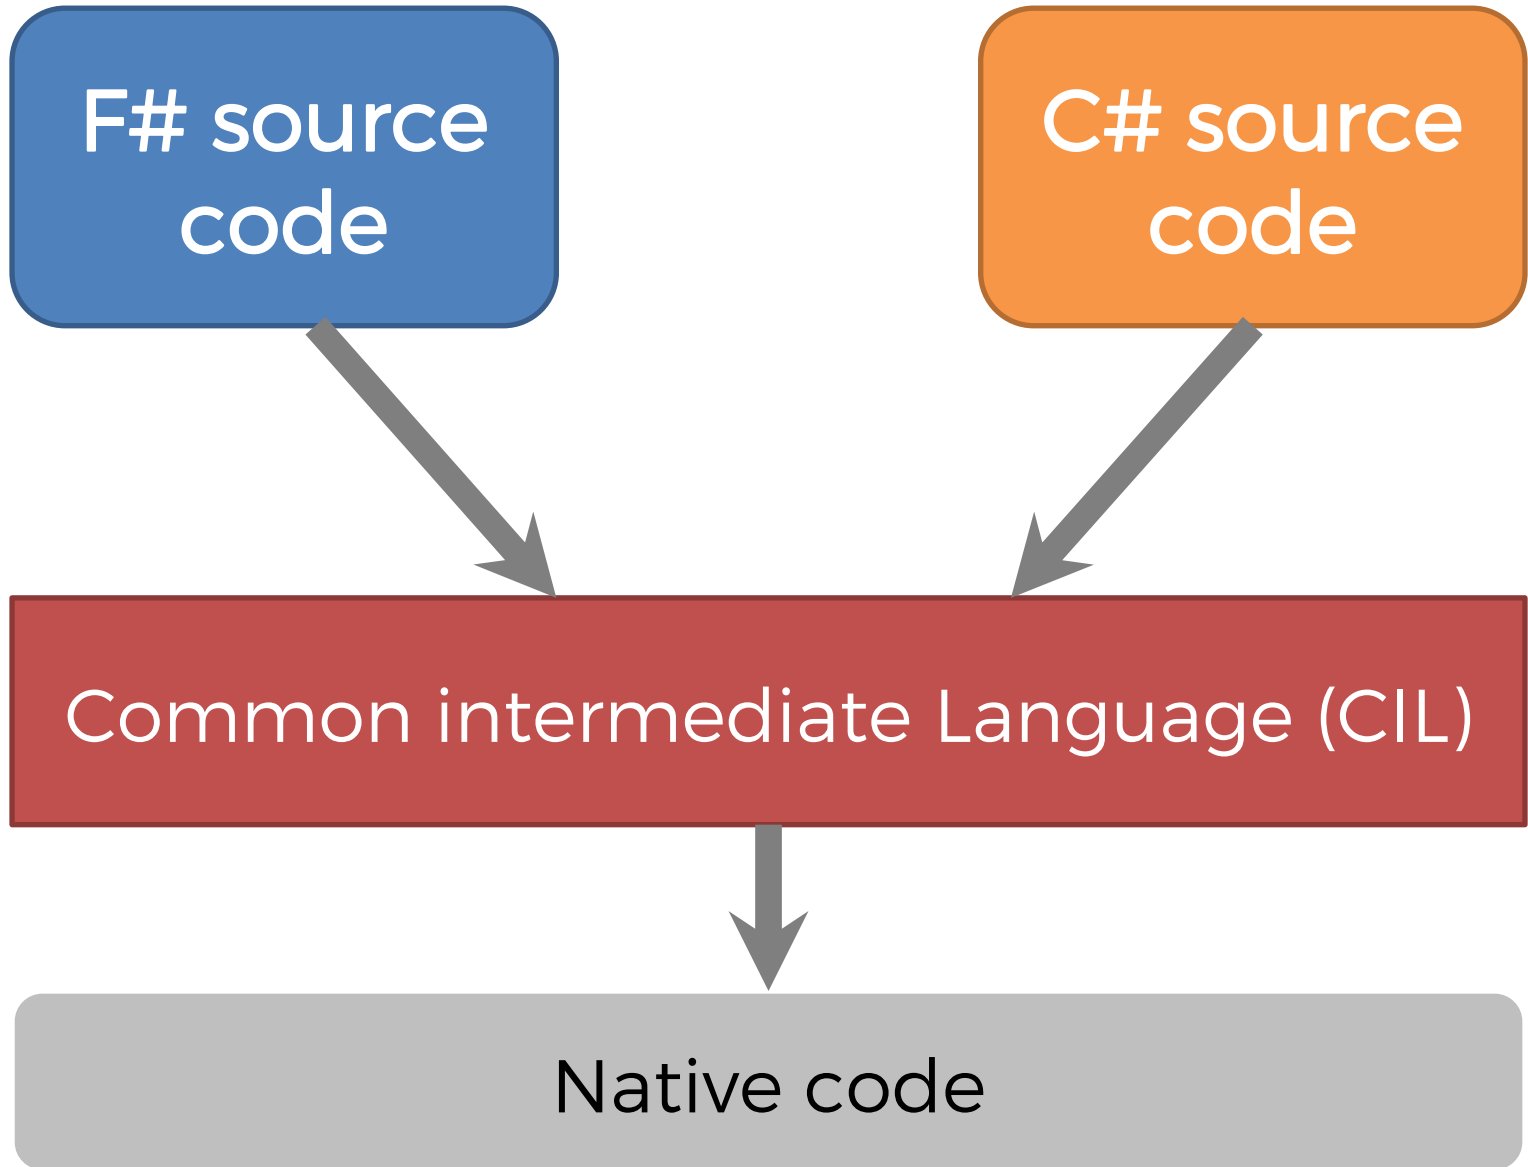 F# source
code
C# source
code
Common intermediate Language (CIL)
Native code